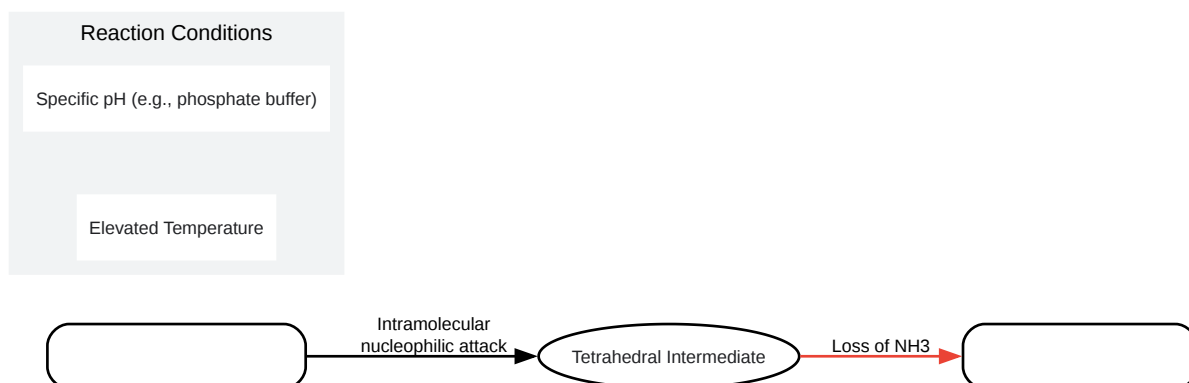 Reaction Conditions
Specific pH (e.g., phosphate buffer)
Elevated Temperature
Intramolecular
nucleophilic attack
Tetrahedral Intermediate
Loss of NH3